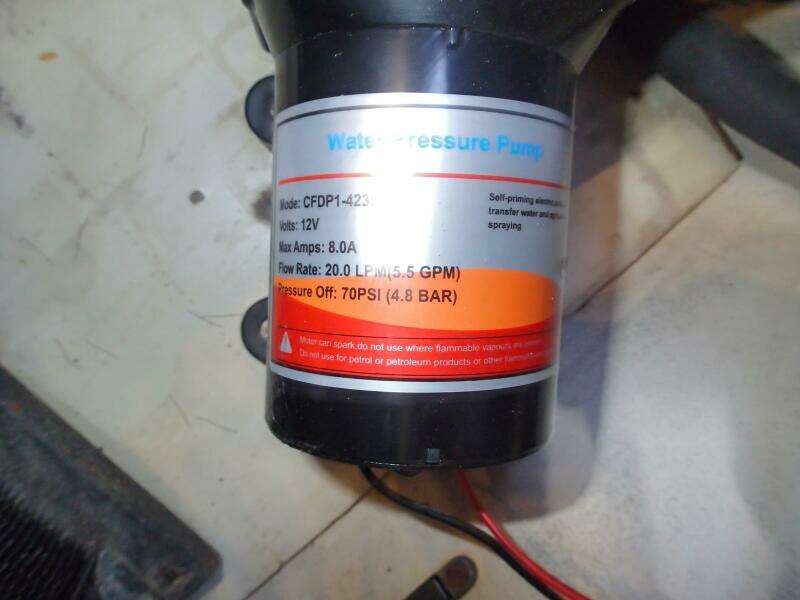 Water Pressure Pump
Mode: CFDP1-423
Self-priming electric
Volts: 12V
transfer water and
spraying
Max Amps: 8.0A
Flow Rate: 20.0 LPM(5.5 GPM)
Pressure Off: 70PSI (4.8 BAR)
Motor can spark,do not use where flammable vapours are
Do not use for petrol or petroleum products or other